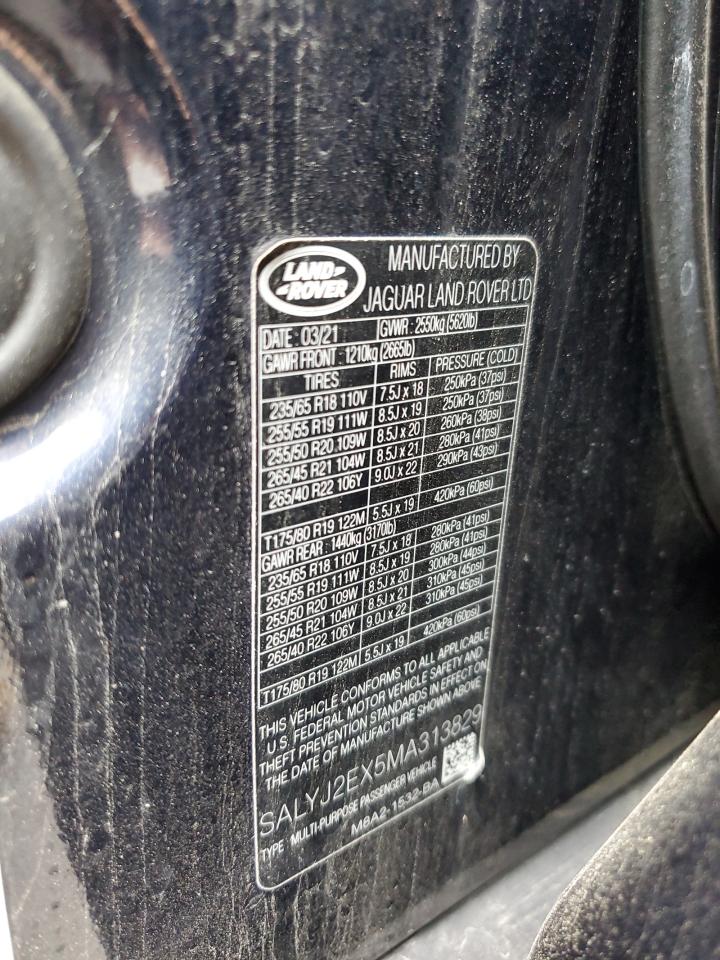 LAND ROVER
MANUFACTURED BY
JAGUAR LAND ROVER LTD
DATE : 03/21 GVWR : 2550kg (5620lb)
GAWR FRONT : 1210kg (2665lb)
TIRES RIMS PRESSURE (COLD)
235/65 R18 110V 7.5J x 18 250kPa (37psi)
255/55 R19 111W 8.5J x 19 250kPa (37psi)
255/50 R20 109W 8.5J x 20 260kPa (38psi)
265/45 R21 104W 8.5J x 21 280kPa (41psi)
265/40 R22 106Y 9.0J x 22 290kPa (43psi)
T175/80 R19 122M 5.5J x 19 420kPa (60psi)
GAWR REAR : 1440kg (3170lb)
235/65 R18 110V 7.5J x 18 280kPa (41psi)
255/55 R19 111W 8.5J x 19 280kPa (41psi)
255/50 R20 109W 8.5J x 20 300kPa (44psi)
265/45 R21 104W 8.5J x 21 310kPa (45psi)
265/40 R22 106Y 9.0J x 22 310kPa (45psi)
T175/80 R19 122M 5.5J x 19 420kPa (60psi)
THIS VEHICLE CONFORMS TO ALL APPLICABLE
U.S. FEDERAL MOTOR VEHICLE SAFETY AND
THEFT PREVENTION STANDARDS IN EFFECT ON
THE DATE OF MANUFACTURE SHOWN ABOVE
SALYJ2EX5MA313829
TYPE : MULTI-PURPOSE PASSENGER VEHICLE
M8A2-1532-BA